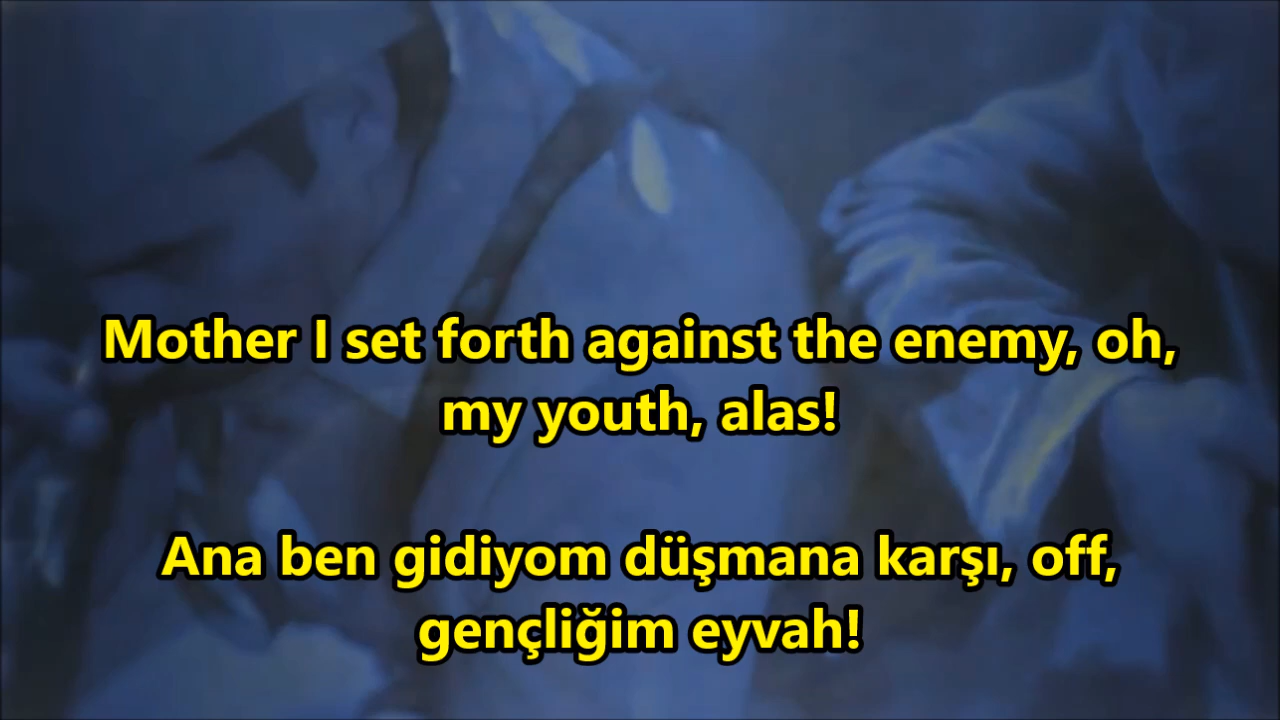 Mother I set forth against the enemy, oh,
my youth, alas!
Ana ben gidiyom düşmana karşı, off,
gençliğim eyvah!